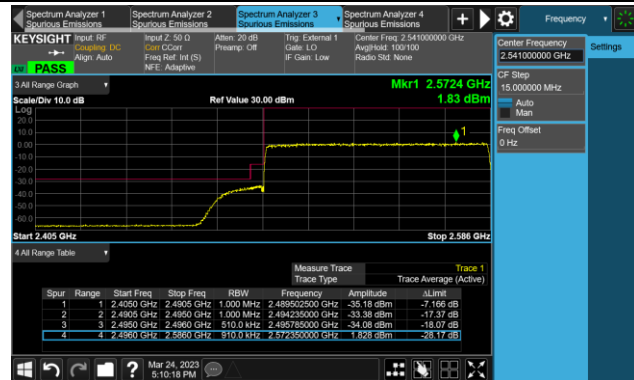 Spectrum Analyzer 1
Spurious Emissions
Spectrum Analyzer 2
Spurious Emissions
Spectrum Analyzer 3
Spurious Emissions
Spectrum Analyzer 4
Spurious Emissions
Frequency
KEYSIGHT
Input: RF
Coupling: DC
Align: Auto
Input Z: 50 Ω
Corr CCorr
Freq Ref: Int (S)
NFE: Adaptive
Atten: 20 dB
Preamp: Off
Trig: External 1
Gate: LO
IF Gain: Low
Center Freq: 2.541000000 GHz
Avg|Hold: 100/100
Radio Std: None
PASS
Center Frequency
2.541000000 GHz
Settings
CF Step
15.000000 MHz
Auto
Man
Freq Offset
0 Hz
3 All Range Graph
Mkr1 2.5724 GHz
Scale/Div 10.0 dB
Ref Value 30.00 dBm
1.83 dBm
Log
20.0
10.0
0.00
-10.0
-20.0
-30.0
-40.0
-50.0
-60.0
1
Start 2.405 GHz
Stop 2.586 GHz
4 All Range Table
Measure Trace Trace 1
Trace Type Trace Average (Active)
Spur Range Start Freq Stop Freq RBW Frequency Amplitude ΔLimit
1 1 2.4050 GHz 2.4905 GHz 1.000 MHz 2.489502500 GHz -35.18 dBm -7.166 dB
2 2 2.4905 GHz 2.4950 GHz 1.000 MHz 2.494235000 GHz -33.38 dBm -17.37 dB
3 3 2.4950 GHz 2.4960 GHz 510.0 kHz 2.495785000 GHz -34.08 dBm -18.07 dB
4 4 2.4960 GHz 2.5860 GHz 910.0 kHz 2.572350000 GHz 1.828 dBm -28.17 dB
Mar 24, 2023
5:10:18 PM